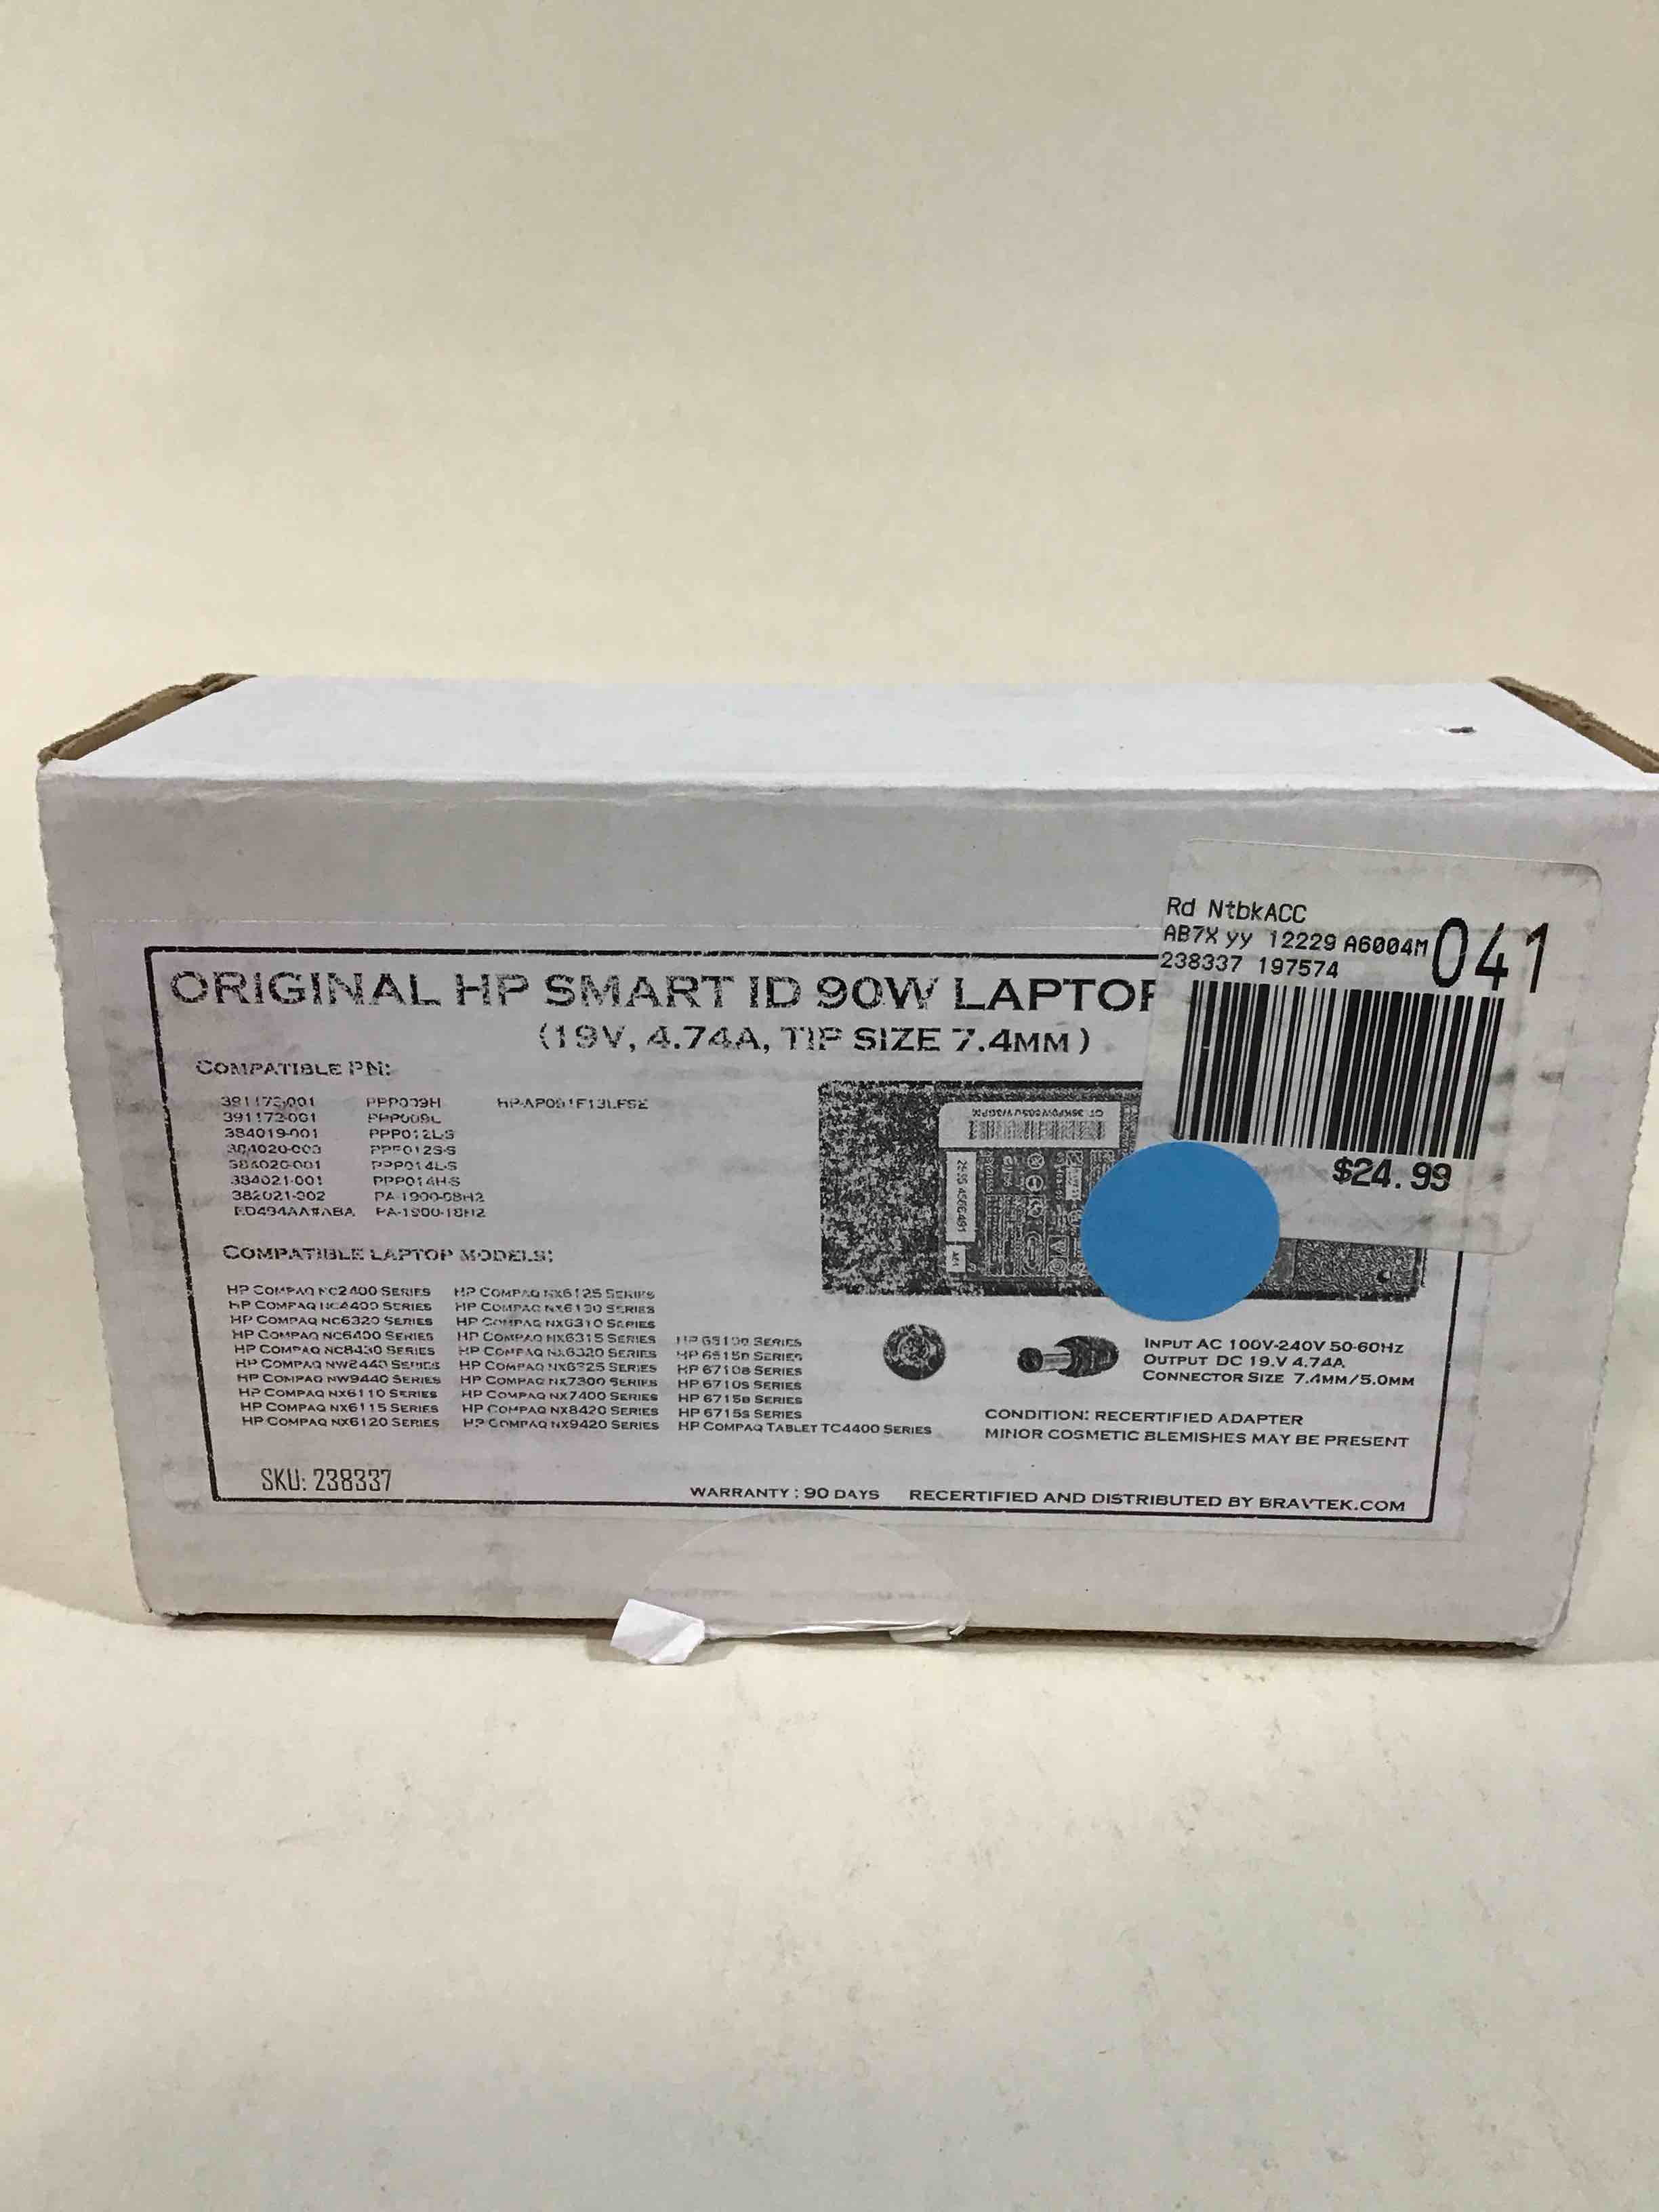 Rd NtbkACC
AB7X yy 12229 A6004M
041
238337 197574
$24.99
ORIGINAL HP SMART ID 90W LAPTOP
(19V, 4.74A, TIP SIZE 7.4MM)
COMPATIBLE PN:
391173-001 PPP009H
391172-001 PPP009L
384019-001 PPP012L-S
384020-003 PPP012S-S
384020-001 PPP014L-S
384021-001 PPP014H-S
382021-002 PA-1900-08H2
ED494AA#ABA PA-1900-18H2
COMPATIBLE LAPTOP MODELS:
HP COMPAQ NC2400 SERIES HP COMPAQ NX6125 SERIES
HP COMPAQ NC4400 SERIES HP COMPAQ NX6130 SERIES
HP COMPAQ NC6320 SERIES HP COMPAQ NX6310 SERIES
HP COMPAQ NC6400 SERIES HP COMPAQ NX6315 SERIES HP SERIES
HP COMPAQ NC8430 SERIES HP COMPAQ NX6320 SERIES HP 6515B SERIES
HP COMPAQ NW8440 SERIES HP COMPAQ NX6325 SERIES HP 6710B SERIES
HP COMPAQ NW9440 SERIES HP COMPAQ NX7300 SERIES HP 6710S SERIES
HP COMPAQ NX6110 SERIES HP COMPAQ NX7400 SERIES HP 6715B SERIES
HP COMPAQ NX6115 SERIES HP COMPAQ NX8420 SERIES HP 6715S SERIES
HP COMPAQ NX6120 SERIES HP COMPAQ NX9420 SERIES HP COMPAQ TABLET TC4400 SERIES
INPUT AC 100V-240V 50-60HZ
OUTPUT DC 19.V 4.74A
CONNECTOR SIZE 7.4MM/5.0MM
CONDITION: RECERTIFIED ADAPTER
MINOR COSMETIC BLEMISHES MAY BE PRESENT
SKU: 238337
WARRANTY : 90 DAYS RECERTIFIED AND DISTRIBUTED BY BRAVTEK.COM